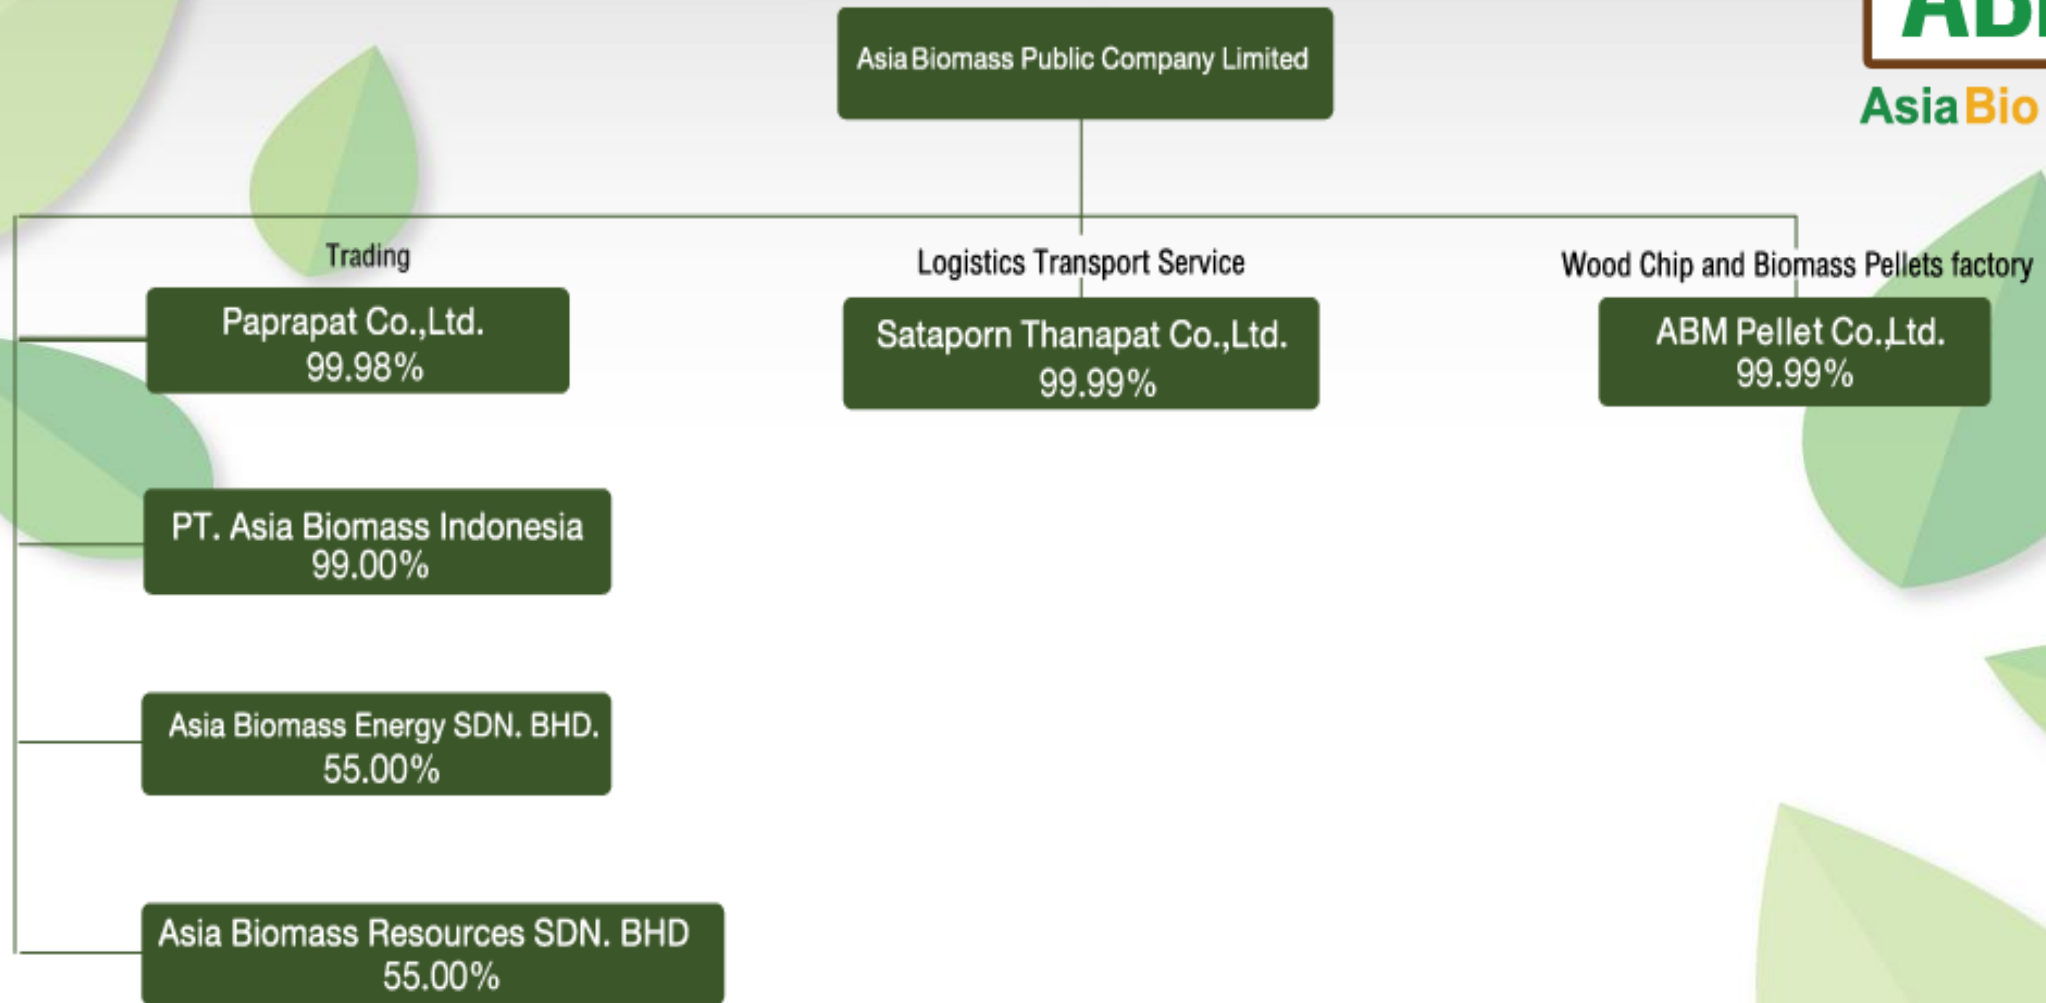 Asia Biomass Public Company Limited
AsiaBio
Trading
Logistics Transport Service
Wood Chip and Biomass Pellets factory
Paprapat Co.,Ltd.
99.98%
Sataporn Thanapat Co.,Ltd.
99.99%
ABM Pellet Co.,Ltd.
99.99%
PT. Asia Biomass Indonesia
99.00%
Asia Biomass Energy SDN. BHD.
55.00%
Asia Biomass Resources SDN. BHD
55.00%